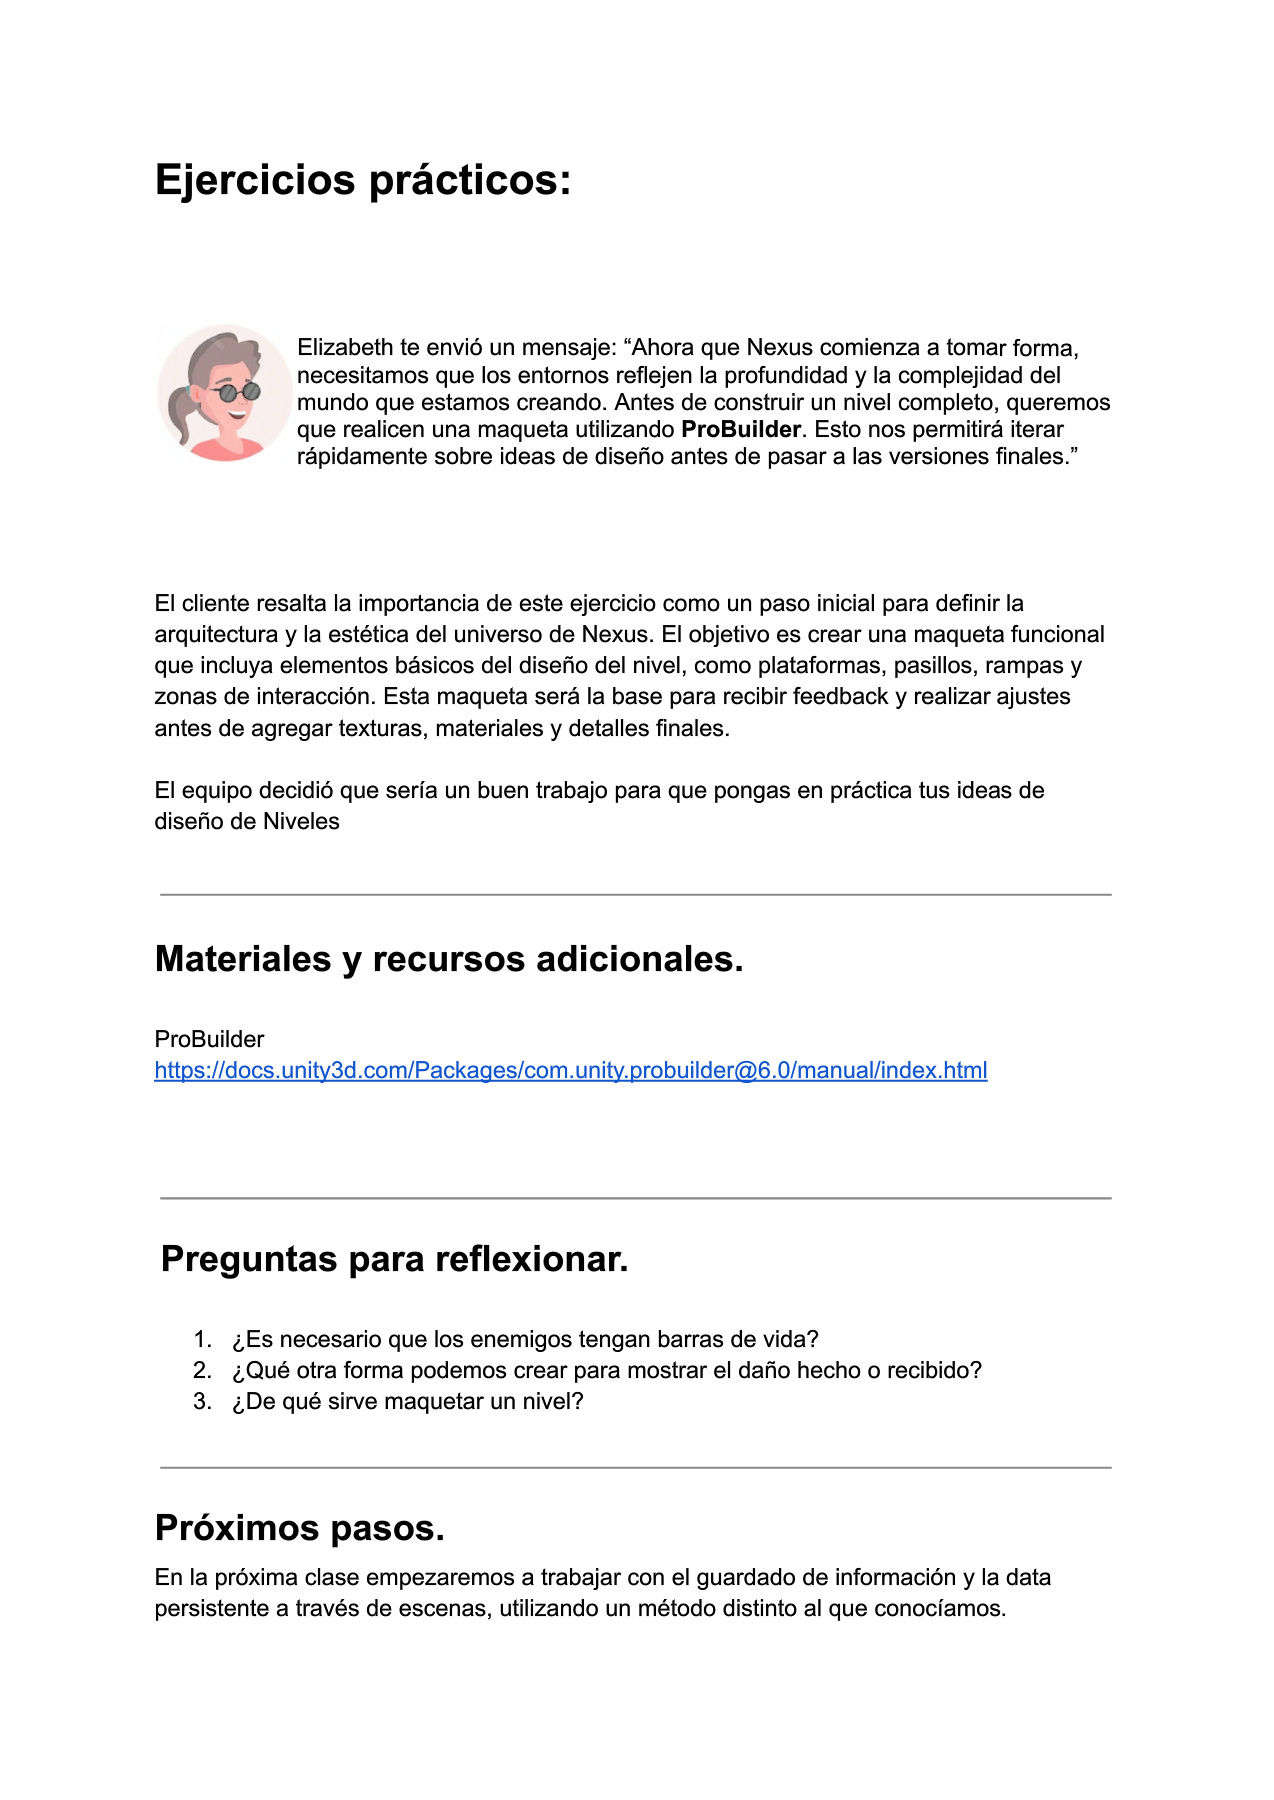 Ejercicios prácticos:
Elizabeth te envió un mensaje: “Ahora que Nexus comienza a tomar forma,
necesitamos que los entornos reflejen la profundidad y la complejidad del
mundo que estamos creando. Antes de construir un nivel completo, queremos
que realicen una maqueta utilizando ProBuilder. Esto nos permitirá iterar
rápidamente sobre ideas de diseño antes de pasar a las versiones finales.”
El cliente resalta la importancia de este ejercicio como un paso inicial para definir la
arquitectura y la estética del universo de Nexus. El objetivo es crear una maqueta funcional
que incluya elementos básicos del diseño del nivel, como plataformas, pasillos, rampas y
zonas de interacción. Esta maqueta será la base para recibir feedback y realizar ajustes
antes de agregar texturas, materiales y detalles finales.
El equipo decidió que sería un buen trabajo para que pongas en práctica tus ideas de
diseño de Niveles
Materiales y recursos adicionales.
ProBuilder
https://docs.unity3d.com/Packages/com.unity.probuilder@6.0/manual/index.html
Preguntas para reflexionar.
1. ¿Es necesario que los enemigos tengan barras de vida?
2. ¿Qué otra forma podemos crear para mostrar el daño hecho o recibido?
3. ¿De qué sirve maquetar un nivel?
Próximos pasos.
En la próxima clase empezaremos a trabajar con el guardado de información y la data
persistente a través de escenas, utilizando un método distinto al que conocíamos.